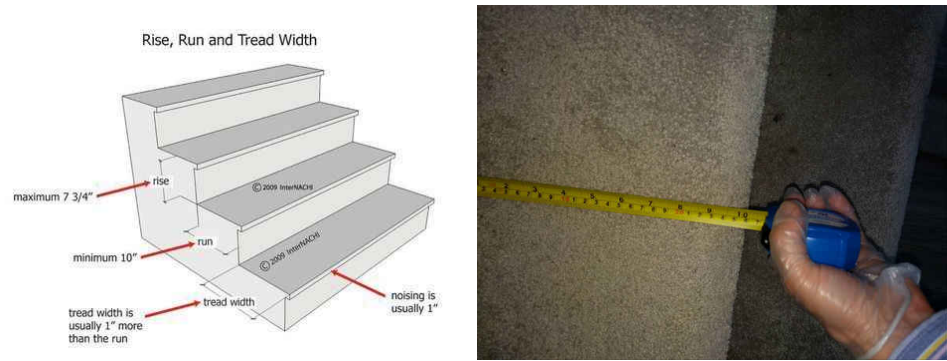 Rise, Run and Tread Width
rise
maximum 7 3/4"
© 2009 InterNACHI
run
minimum 10"
© 2009 InterNACHI
tread width
noising is
usually 1"
tread width is
usually 1" more
than the run
2 3 4 5 6 7 8 9 10